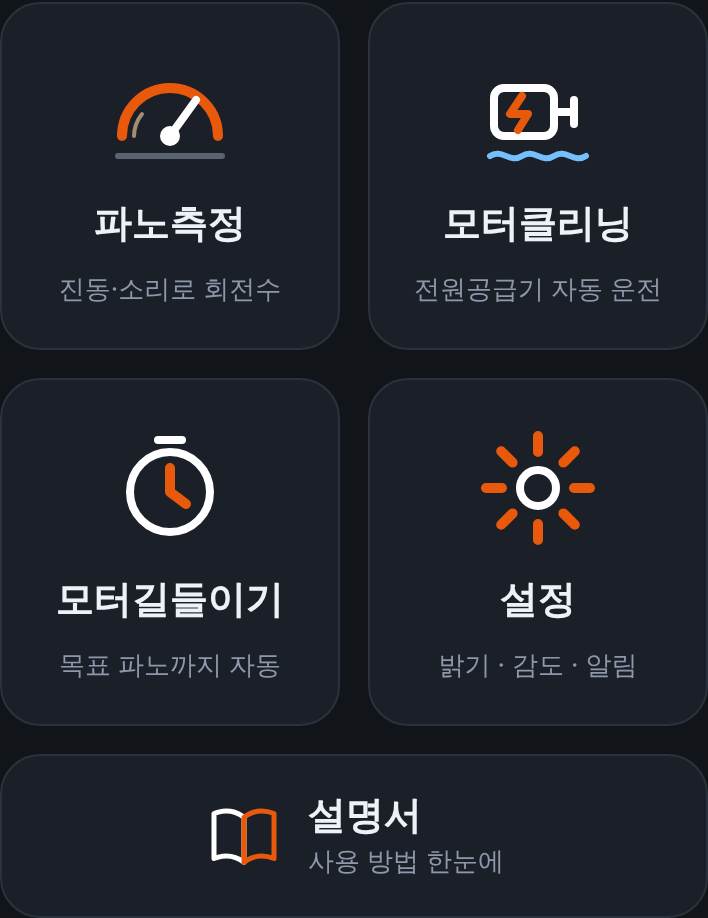 파노측정
진동·소리로 회전수
모터클리닝
전원공급기 자동 운전
모터길들이기
목표 파노까지 자동
설정
밝기 · 감도 · 알림
설명서
사용 방법 한눈에